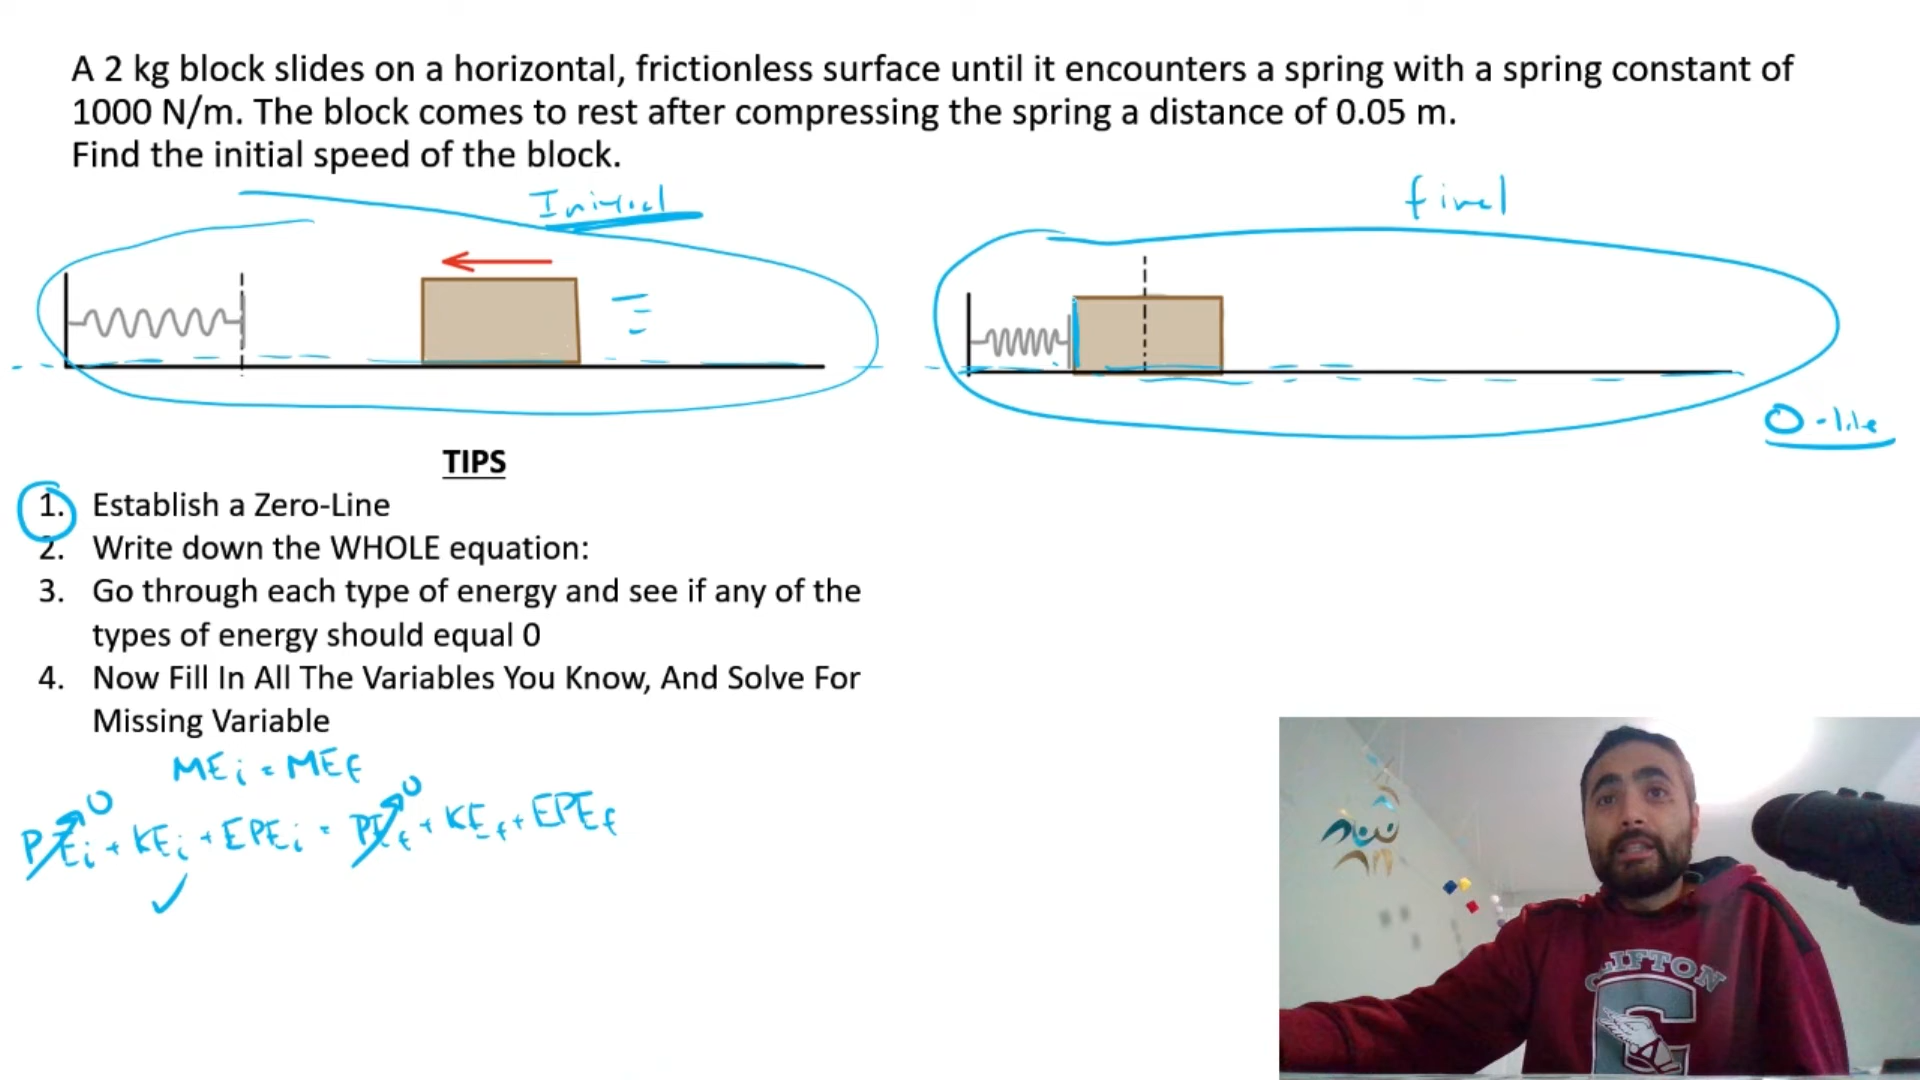 A 2 kg block slides on a horizontal, frictionless surface until it encounters a spring with a spring constant of
1000 N/m. The block comes to rest after compressing the spring a distance of 0.05 m.
Find the initial speed of the block.
Initial
final
0-line
TIPS
1. Establish a Zero-Line
2. Write down the WHOLE equation:
3. Go through each type of energy and see if any of the
types of energy should equal 0
4. Now Fill In All The Variables You Know, And Solve For
Missing Variable
MEi = MEf
0 0
PEi + KEi + EPEi = PEf + KEf + EPEf
CLIFTON
C